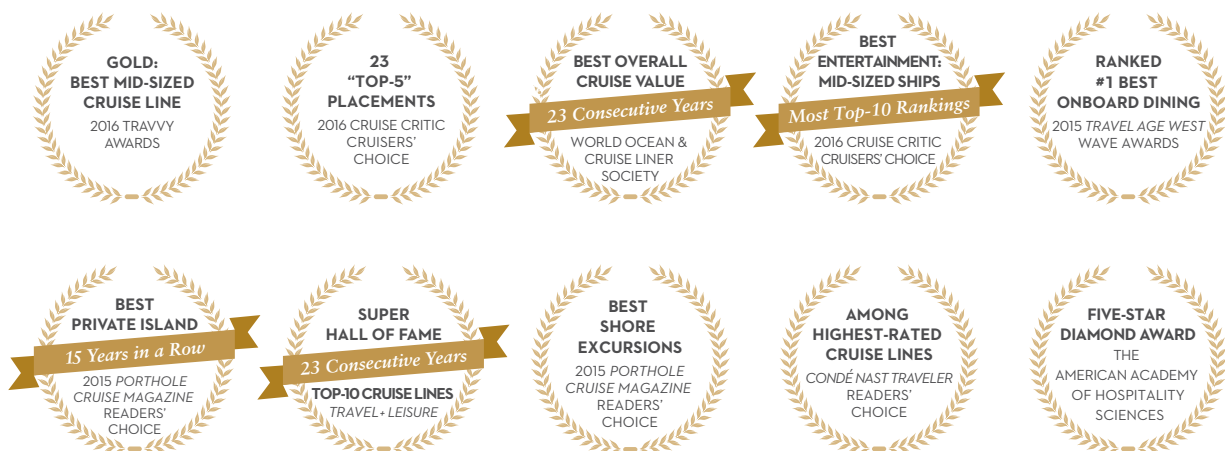 GOLD:
BEST MID-SIZED
CRUISE LINE
2016 TRAVVY
AWARDS
23
“TOP-5”
PLACEMENTS
2016 CRUISE CRITIC
CRUISERS’
CHOICE
BEST OVERALL
CRUISE VALUE
23 Consecutive Years
WORLD OCEAN &
CRUISE LINER
SOCIETY
BEST
ENTERTAINMENT:
MID-SIZED SHIPS
Most Top-10 Rankings
2016 CRUISE CRITIC
CRUISERS’ CHOICE
RANKED
#1 BEST
ONBOARD DINING
2015 TRAVEL AGE WEST
WAVE AWARDS
BEST
PRIVATE ISLAND
15 Years in a Row
2015 PORTHOLE
CRUISE MAGAZINE
READERS’
CHOICE
SUPER
HALL OF FAME
23 Consecutive Years
TOP-10 CRUISE LINES
TRAVEL+ LEISURE
BEST
SHORE
EXCURSIONS
2015 PORTHOLE
CRUISE MAGAZINE
READERS’
CHOICE
AMONG
HIGHEST-RATED
CRUISE LINES
CONDÉ NAST TRAVELER
READERS’
CHOICE
FIVE-STAR
DIAMOND AWARD
THE
AMERICAN ACADEMY
OF HOSPITALITY
SCIENCES